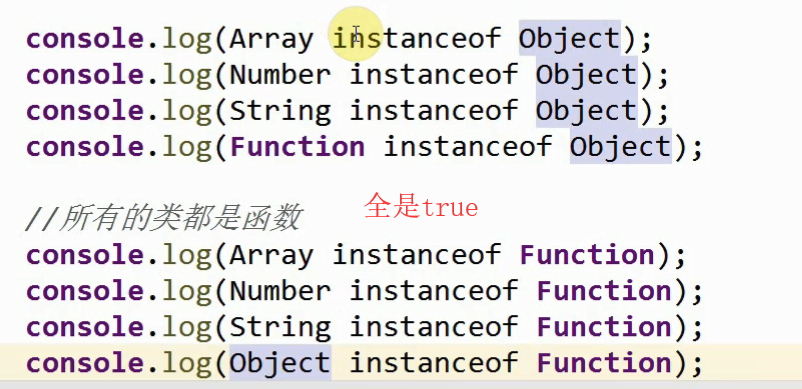 console.log(Array instanceof Object);
console.log(Number instanceof Object);
console.log(String instanceof Object);
console.log(Function instanceof Object);
//所有的类都是函数
全是true
console.log(Array instanceof Function);
console.log(Number instanceof Function);
console.log(String instanceof Function);
console.log(Object instanceof Function);